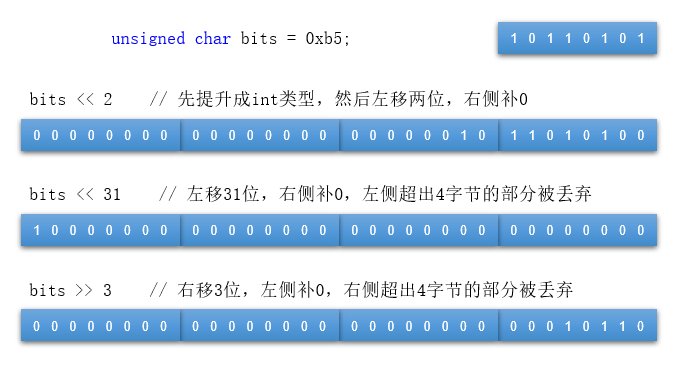 unsigned char bits = 0xb5; 1 0 1 1 0 1 0 1
bits << 2 // 先提升成int类型，然后左移两位，右侧补0
0 0 0 0 0 0 0 0 0 0 0 0 0 0 0 0 0 0 0 0 0 0 1 0 1 1 0 1 0 1 0 0
bits << 31 // 左移31位，右侧补0，左侧超出4字节的部分被丢弃
1 0 0 0 0 0 0 0 0 0 0 0 0 0 0 0 0 0 0 0 0 0 0 0 0 0 0 0 0 0 0 0
bits >> 3 // 右移3位，左侧补0，右侧超出4字节的部分被丢弃
0 0 0 0 0 0 0 0 0 0 0 0 0 0 0 0 0 0 0 0 0 0 0 0 0 0 0 1 0 1 1 0